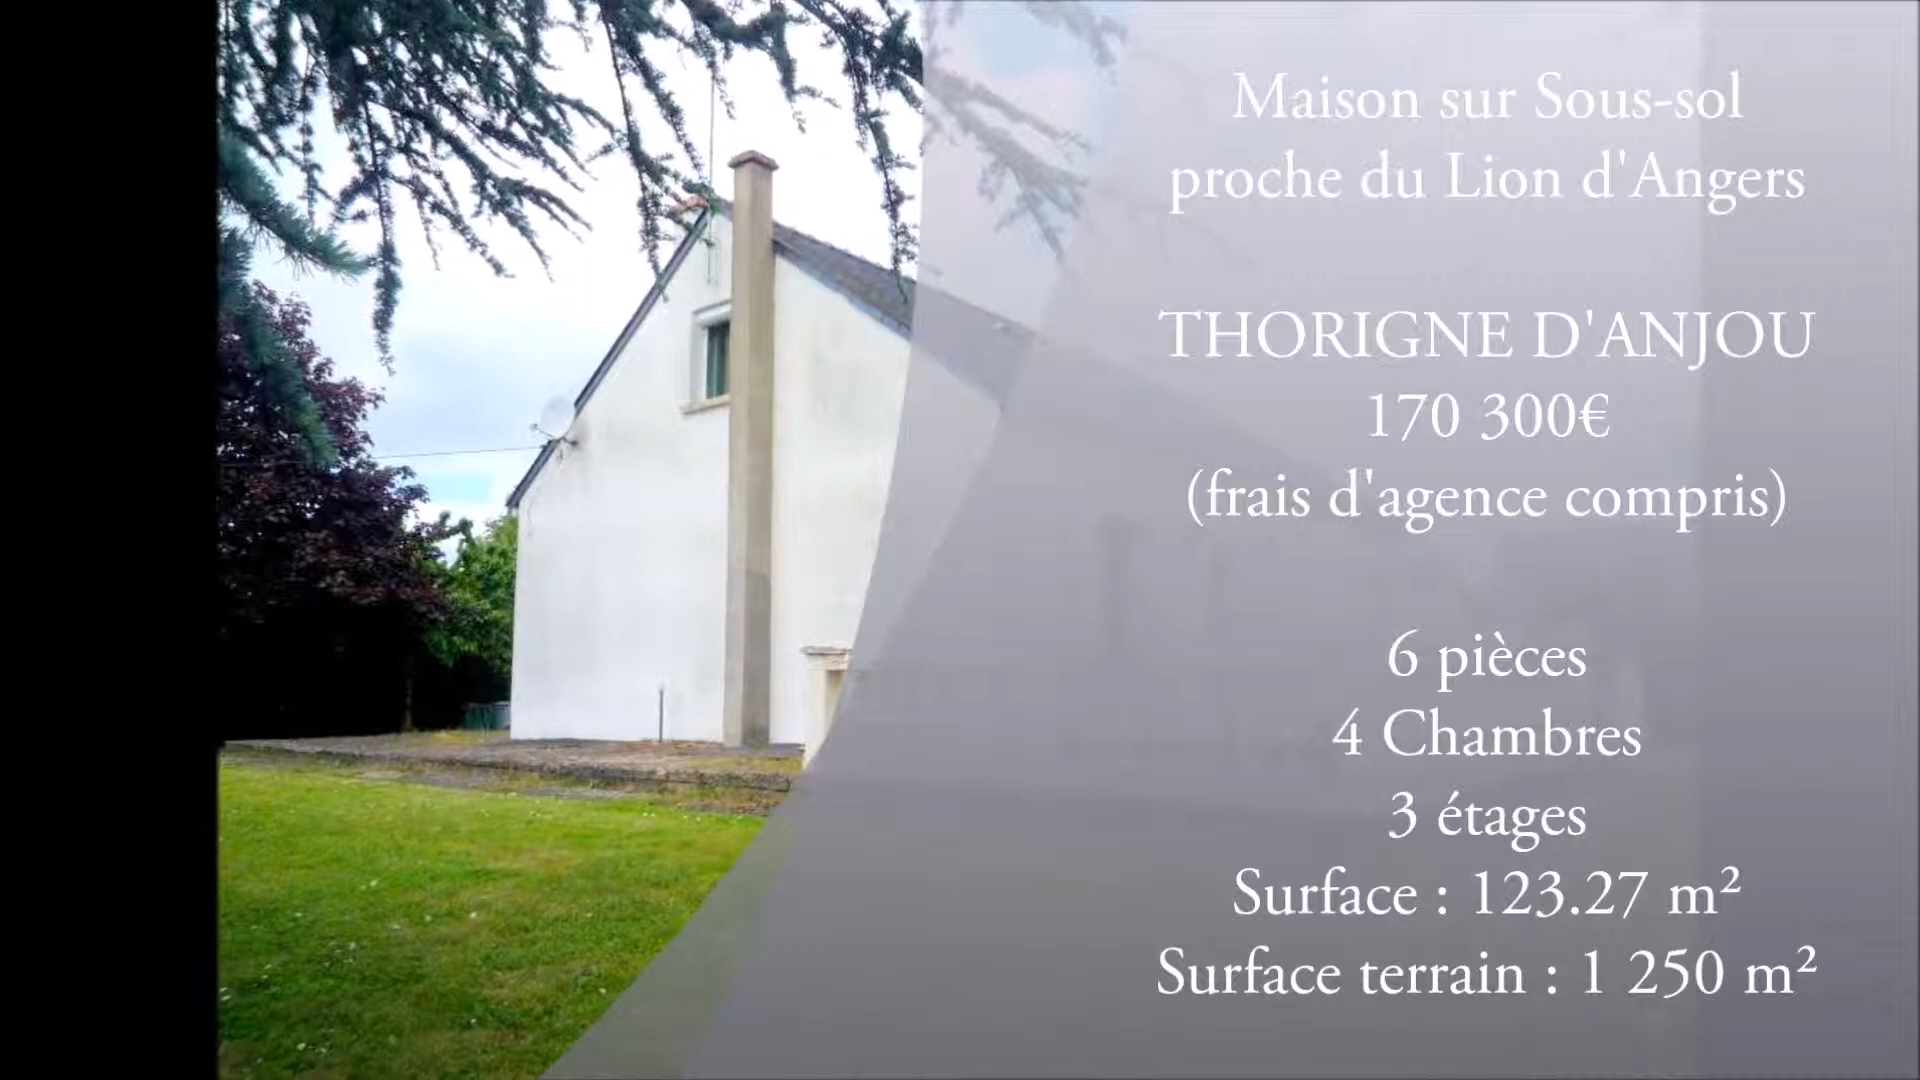 Maison sur Sous-sol
proche du Lion d'Angers
THORIGNE D'ANJOU
170 300€
(frais d'agence compris)
6 pièces
4 Chambres
3 étages
Surface : 123.27 m²
Surface terrain : 1 250 m²